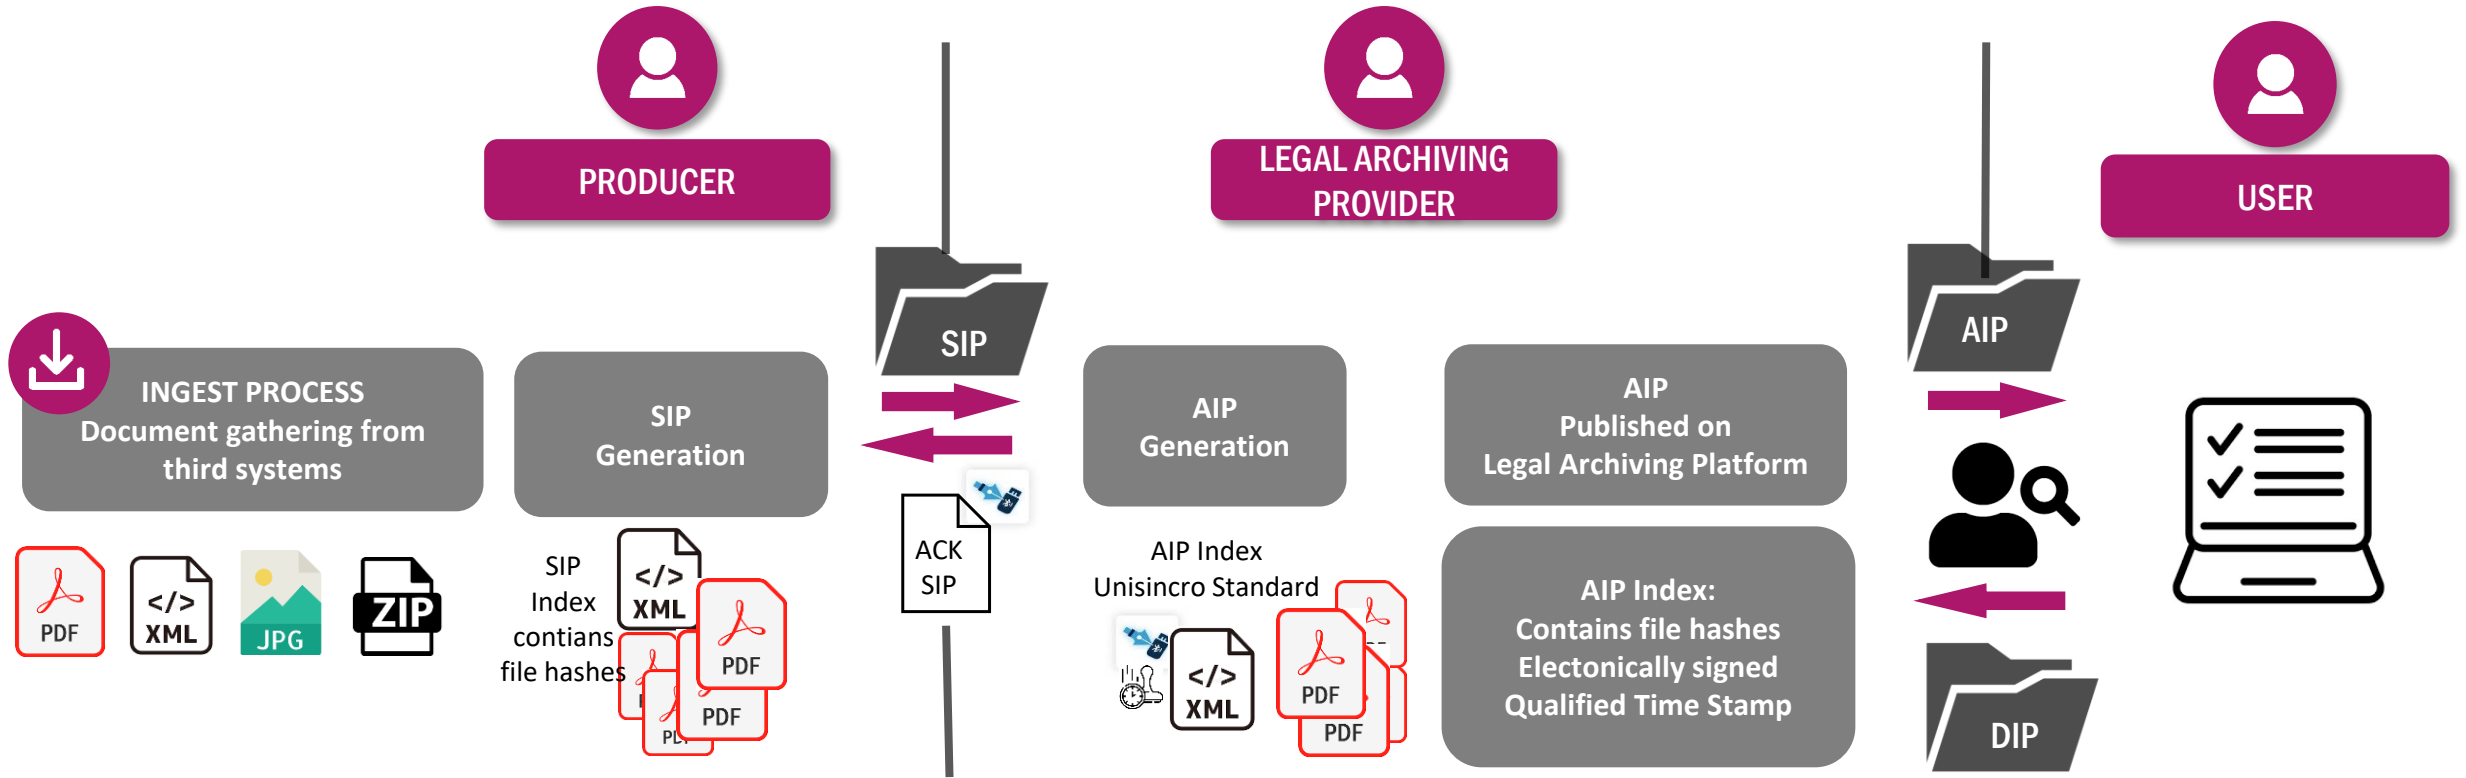 PRODUCER
LEGAL ARCHIVING
PROVIDER
USER
SIP
AIP
INGEST PROCESS
Document gathering from
third systems
SIP
Generation
AIP
Generation
AIP
Published on
Legal Archiving Platform
PDF
</>
XML
JPG
ZIP
SIP
Index
contians
file hashes
</>
XML
PDF
PDF
PDF
ACK
SIP
AIP Index
Unisincro Standard
</>
XML
PDF
PDF
AIP Index:
Contains file hashes
Electonically signed
Qualified Time Stamp
DIP